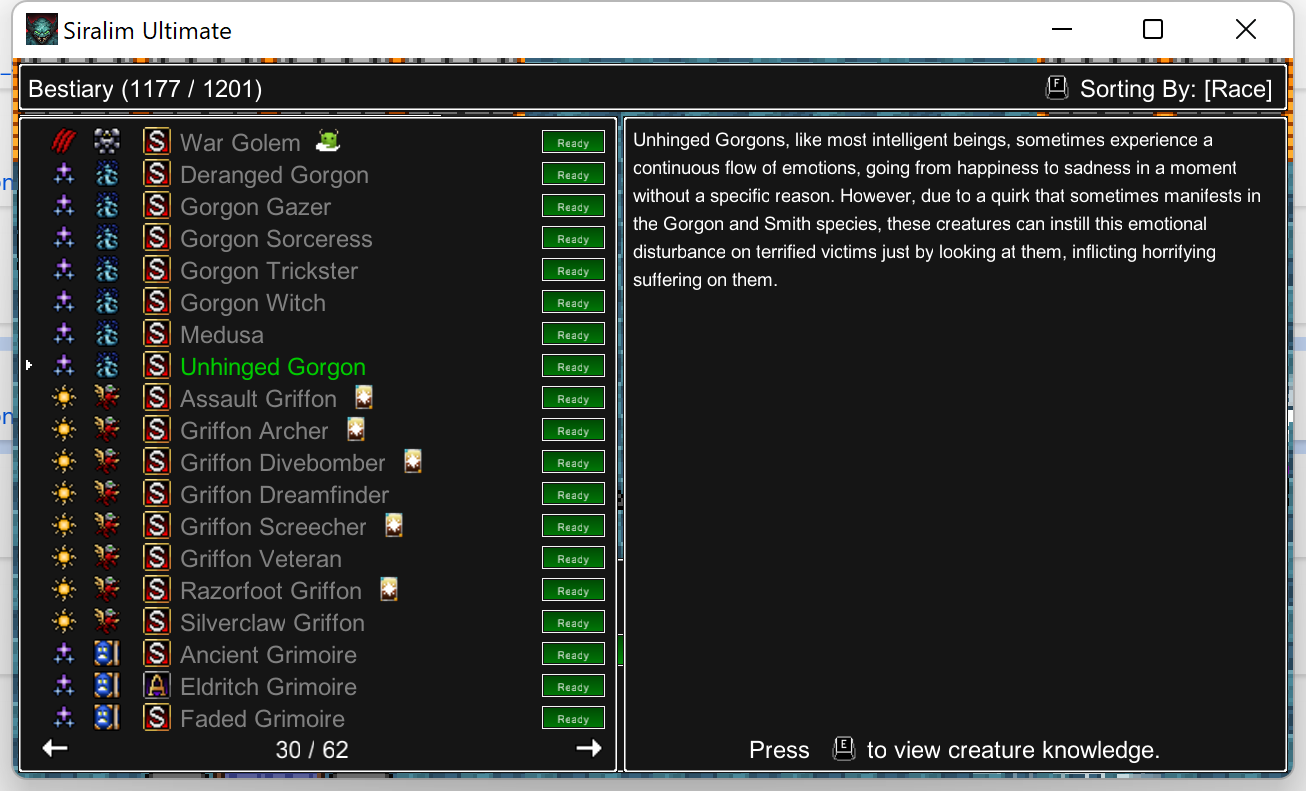 Siralim Ultimate
Bestiary (1177 / 1201)
F Sorting By: [Race]
S War Golem Ready
S Deranged Gorgon Ready
S Gorgon Gazer Ready
S Gorgon Sorceress Ready
S Gorgon Trickster Ready
S Gorgon Witch Ready
S Medusa Ready
S Unhinged Gorgon Ready
S Assault Griffon Ready
S Griffon Archer Ready
S Griffon Divebomber Ready
S Griffon Dreamfinder Ready
S Griffon Screecher Ready
S Griffon Veteran Ready
S Razorfoot Griffon Ready
S Silverclaw Griffon Ready
S Ancient Grimoire Ready
A Eldritch Grimoire Ready
S Faded Grimoire Ready
30 / 62
Unhinged Gorgons, like most intelligent beings, sometimes experience a
continuous flow of emotions, going from happiness to sadness in a moment
without a specific reason. However, due to a quirk that sometimes manifests in
the Gorgon and Smith species, these creatures can instill this emotional
disturbance on terrified victims just by looking at them, inflicting horrifying
suffering on them.
Press E to view creature knowledge.